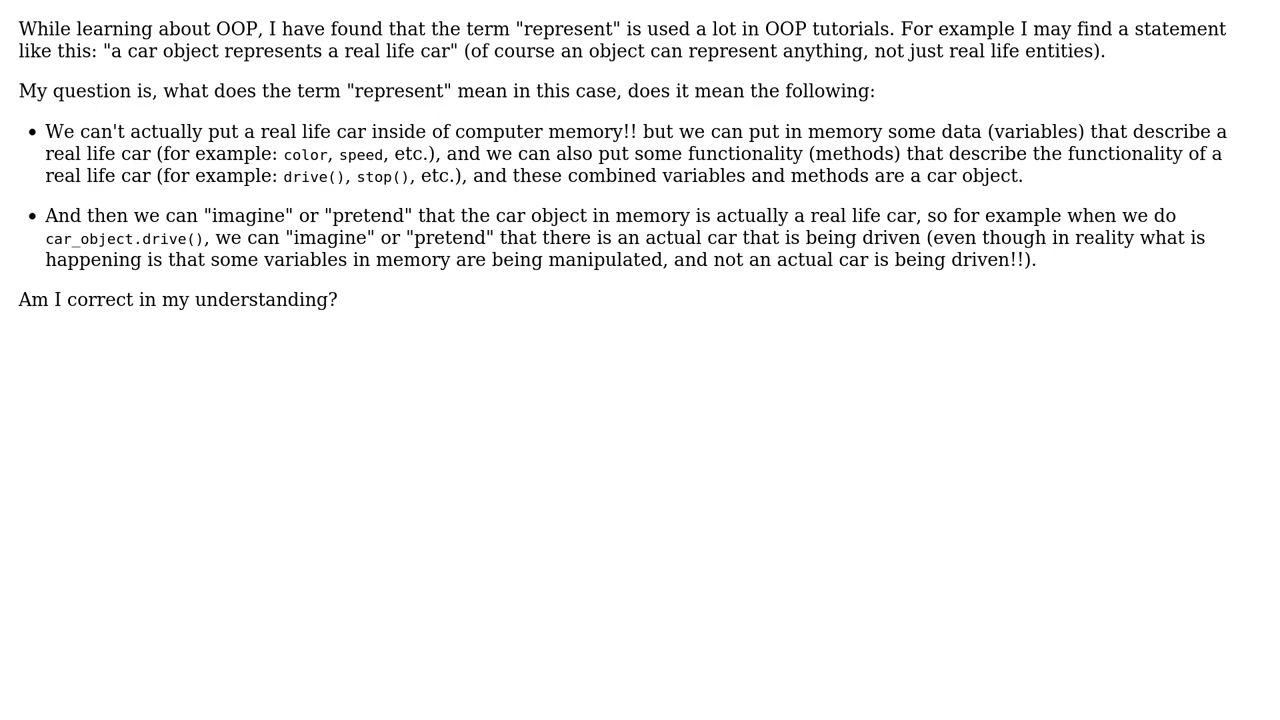 While learning about OOP, I have found that the term "represent" is used a lot in OOP tutorials. For example I may find a statement
like this: "a car object represents a real life car" (of course an object can represent anything, not just real life entities).
My question is, what does the term "represent" mean in this case, does it mean the following:
• We can't actually put a real life car inside of computer memory!! but we can put in memory some data (variables) that describe a
real life car (for example: color, speed, etc.), and we can also put some functionality (methods) that describe the functionality of a
real life car (for example: drive(), stop(), etc.), and these combined variables and methods are a car object.
• And then we can "imagine" or "pretend" that the car object in memory is actually a real life car, so for example when we do
car_object.drive(), we can "imagine" or "pretend" that there is an actual car that is being driven (even though in reality what is
happening is that some variables in memory are being manipulated, and not an actual car is being driven!!).
Am I correct in my understanding?